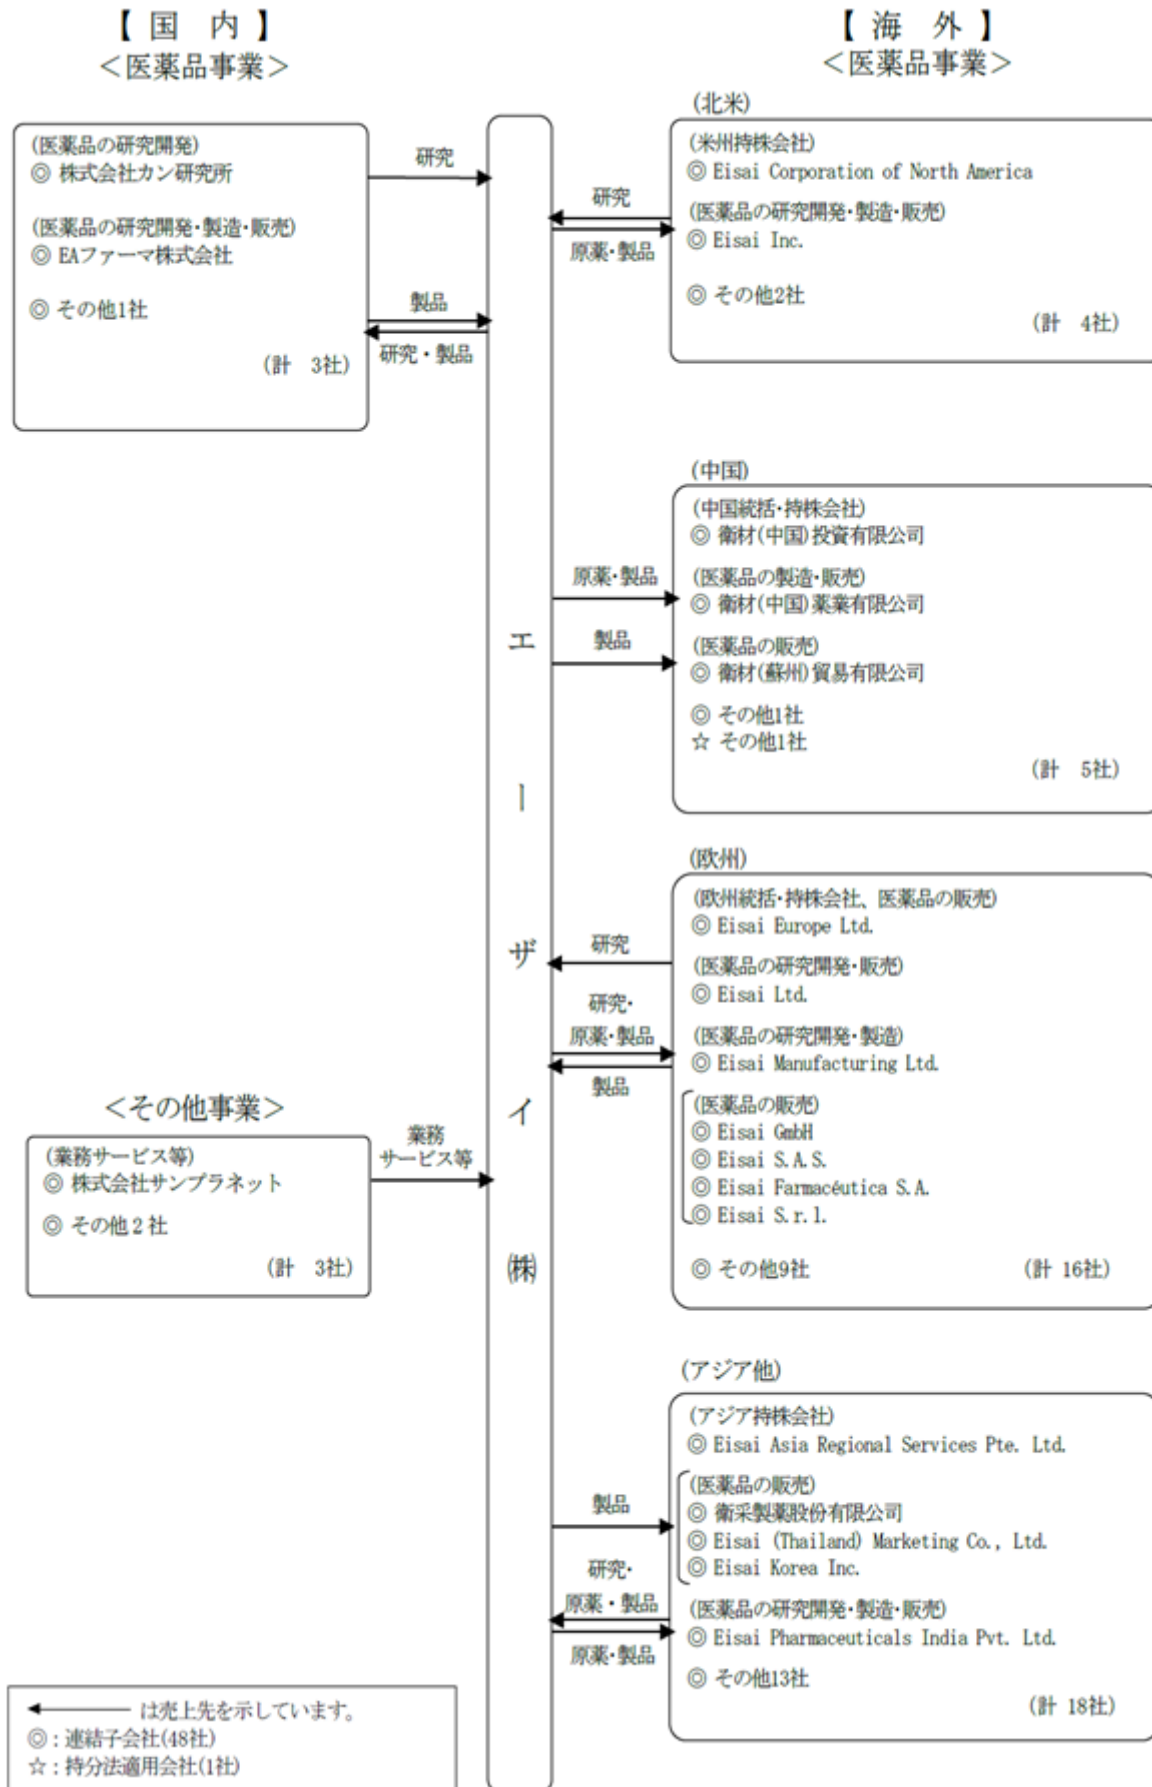 【 国 内 】
＜医薬品事業＞
(医薬品の研究開発)
◎ 株式会社カン研究所
(医薬品の研究開発・製造・販売)
◎ EAファーマ株式会社
◎ その他1社
(計 3社)
研究
製品
研究・製品
＜その他事業＞
(業務サービス等)
◎ 株式会社サンプラネット
◎ その他２社
(計 3社)
業務
サービス等
エーザイ㈱
【 海 外 】
＜医薬品事業＞
(北米)
(米州持株会社)
◎ Eisai Corporation of North America
(医薬品の研究開発・製造・販売)
◎ Eisai Inc.
◎ その他2社
(計 4社)
研究
原薬・製品
(中国)
(中国統括・持株会社)
◎ 衛材(中国)投資有限公司
(医薬品の製造・販売)
◎ 衛材(中国)薬業有限公司
(医薬品の販売)
◎ 衛材(蘇州)貿易有限公司
◎ その他1社
☆ その他1社
(計 5社)
原薬・製品
製品
(欧州)
(欧州統括・持株会社、医薬品の販売)
◎ Eisai Europe Ltd.
(医薬品の研究開発・販売)
◎ Eisai Ltd.
(医薬品の研究開発・製造)
◎ Eisai Manufacturing Ltd.
(医薬品の販売)
◎ Eisai GmbH
◎ Eisai S.A.S.
◎ Eisai Farmacéutica S.A.
◎ Eisai S.r.l.
◎ その他9社
(計 16社)
研究
研究・
原薬・製品
製品
(アジア他)
(アジア持株会社)
◎ Eisai Asia Regional Services Pte. Ltd.
(医薬品の販売)
◎ 衛采製薬股份有限公司
◎ Eisai (Thailand) Marketing Co., Ltd.
◎ Eisai Korea Inc.
(医薬品の研究開発・製造・販売)
◎ Eisai Pharmaceuticals India Pvt. Ltd.
◎ その他13社
(計 18社)
製品
研究・
原薬・製品
原薬・製品
は売上先を示しています。
◎：連結子会社(48社)
☆：持分法適用会社(1社)